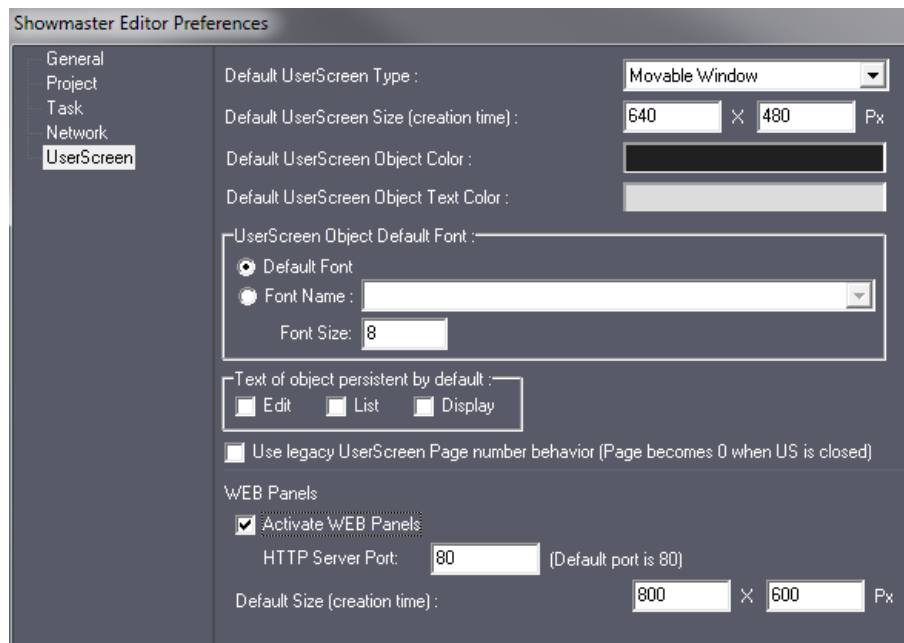 Showmaster Editor Preferences
General
Project
Task
Network
UserScreen
Default UserScreen Type : Movable Window
Default UserScreen Size (creation time) : 640 X 480 Px
Default UserScreen Object Color :
Default UserScreen Object Text Color :
UserScreen Object Default Font :
Default Font
Font Name :
Font Size: 8
Text of object persistent by default :
Edit List Display
Use legacy UserScreen Page number behavior (Page becomes 0 when US is closed)
WEB Panels
Activate WEB Panels
HTTP Server Port: 80 (Default port is 80)
Default Size (creation time) : 800 X 600 Px